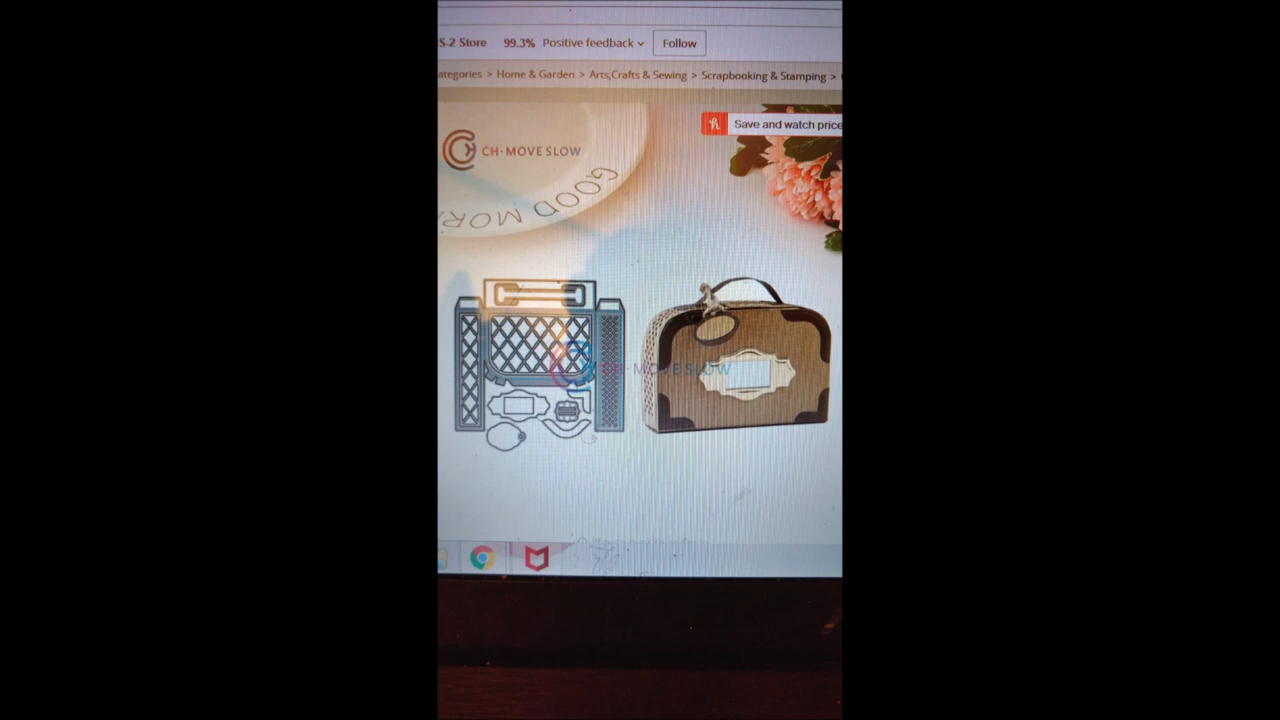 S-2 Store 99.3% Positive feedback Follow
ategories > Home & Garden > Arts,Crafts & Sewing > Scrapbooking & Stamping >
Save and watch price
CH·MOVE SLOW
GOOD MOR
CH·MOVE SLOW